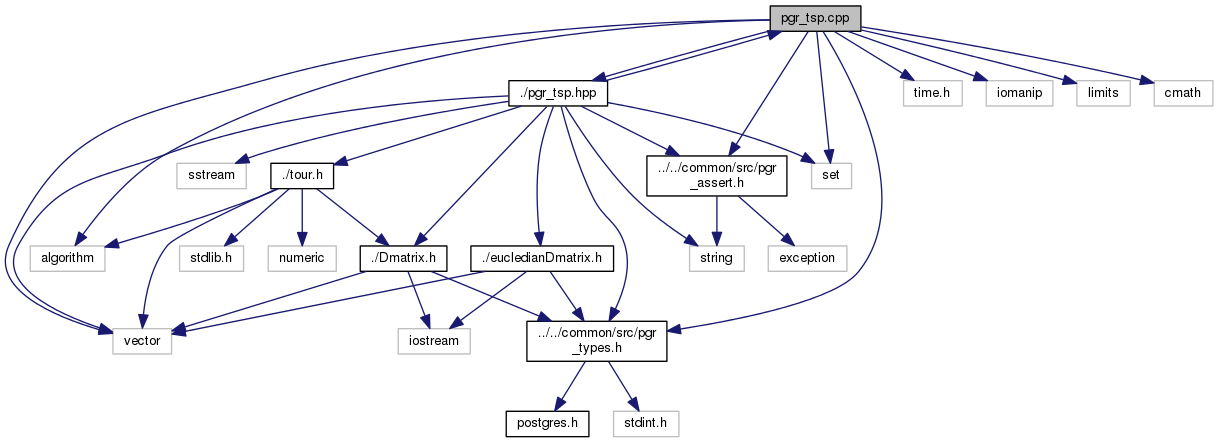 pgr_tsp.cpp
./pgr_tsp.hpp
time.h
iomanip
limits
cmath
sstream
./tour.h
../../common/src/pgr
_assert.h
set
algorithm
stdlib.h
numeric
./Dmatrix.h
./eucledianDmatrix.h
string
exception
vector
iostream
../../common/src/pgr
_types.h
postgres.h
stdint.h